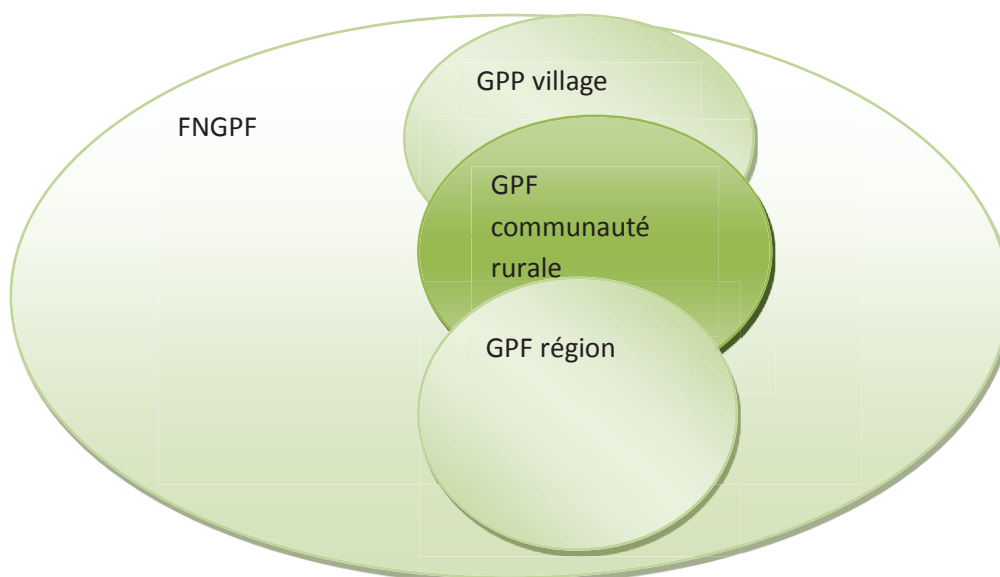 GPP village
FNGPF
GPF
communauté
rurale
GPF région